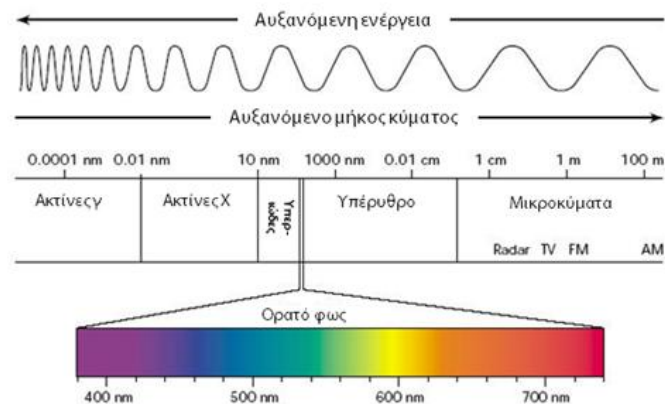 Αυξανόμενη ενέργεια
Αυξανόμενο μήκος κύματος
0.0001 nm 0.01 nm 10 nm 1000 nm 0.01 cm 1 cm 1 m 100 m
Ακτίνες γ Ακτίνες Χ Υπερ-
ιώδες Υπέρυθρο Μικροκύματα
Radar TV FM AM
Ορατό φως
400 nm 500 nm 600 nm 700 nm